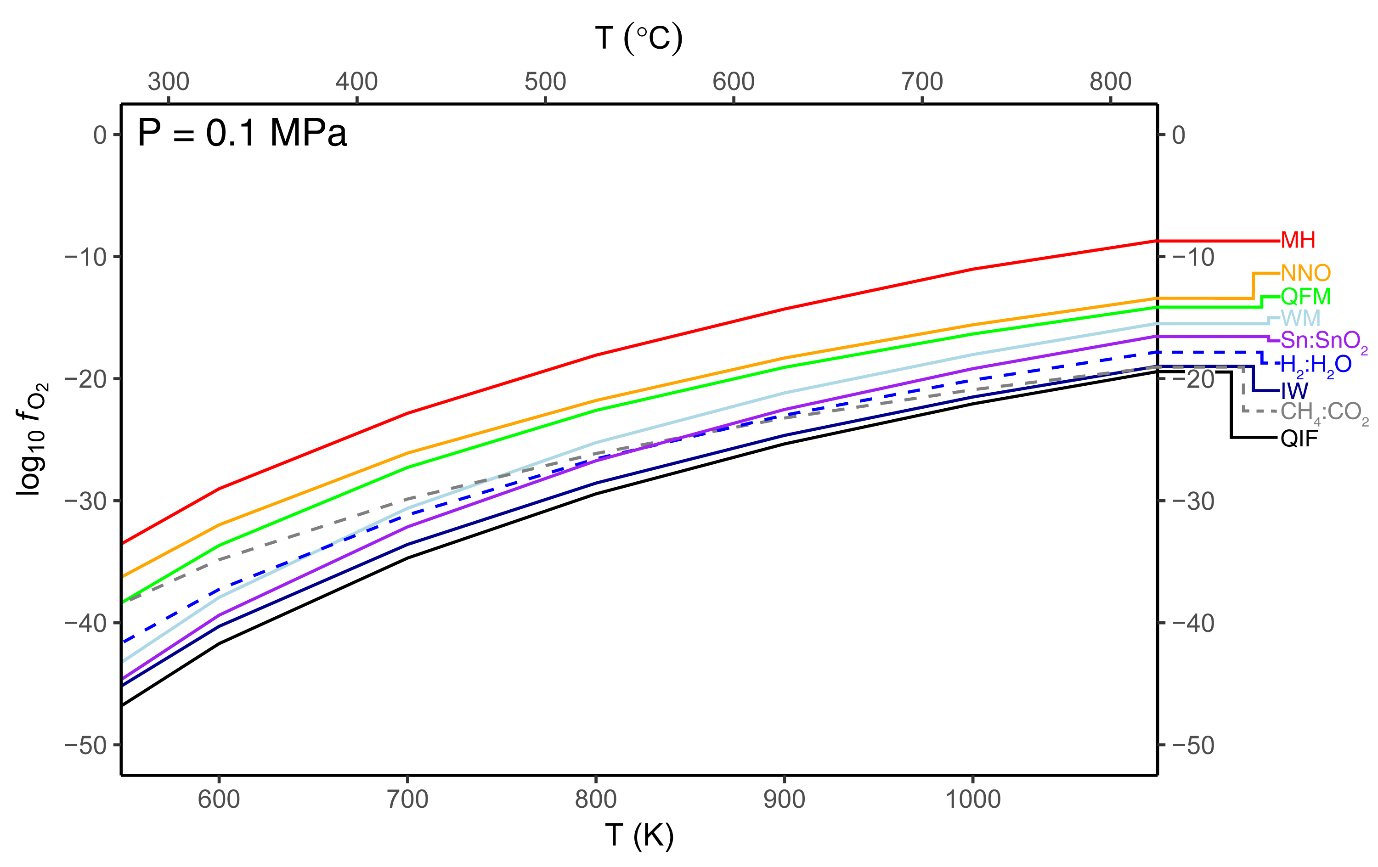 T (°C)
300 400 500 600 700 800
P = 0.1 MPa
0 0
−10 −10
−20 −20
−30 −30
−40 −40
−50 −50
log₁₀ fO₂
MH
NNO
QFM
WM
Sn:SnO₂
H₂:H₂O
IW
CH₄:CO₂
QIF
600 700 800 900 1000
T (K)